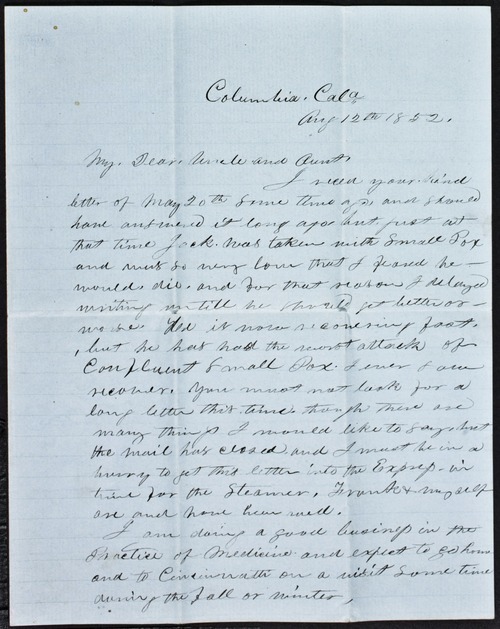 Columbia. Cala
Aug 12th 1852.
My. Dear. Uncle and Aunt
I recd your kind
letter of May 20th some time ago and should
have answered it long ago but just at
that time Jack. was taken with Small Pox
and was so very low that I feared he
would. die. and for that reason I delayed
writing untill he should get better or
worse. He is now recovering fast.
but he has had the worst attack of
Confluent Small Pox. I ever saw
recover. You must not look for a
long letter this time, though there are
many things I would like to say. but
the mail has closed and I must be in a
hurry to get this letter into the Express. in
time for the Steamer, Frank & myself
are and have been well.
I am doing a good business in the
Practice of Medicine and expect to go home
and to Cincinnati on a visit some time
during the fall or winter,